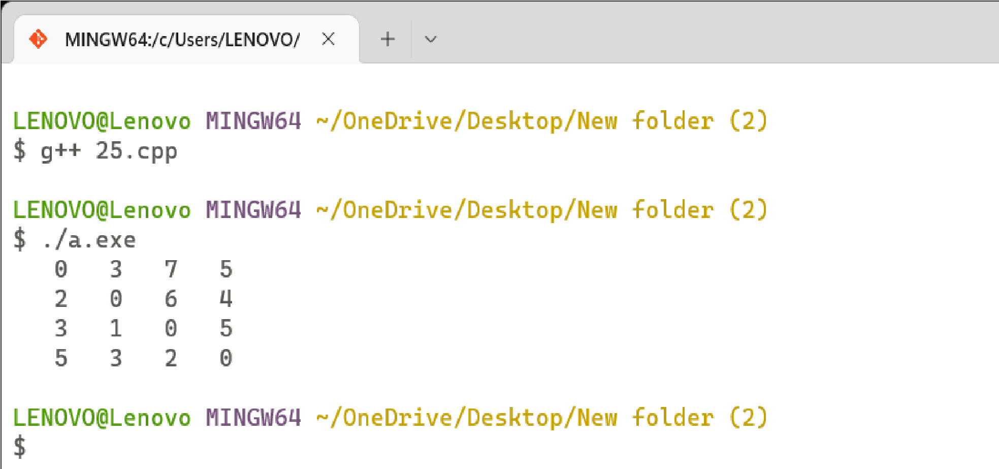 MINGW64:/c/Users/LENOVO/
LENOVO@Lenovo MINGW64 ~/OneDrive/Desktop/New folder (2)
$ g++ 25.cpp
LENOVO@Lenovo MINGW64 ~/OneDrive/Desktop/New folder (2)
$ ./a.exe
   0   3   7   5
   2   0   6   4
   3   1   0   5
   5   3   2   0
LENOVO@Lenovo MINGW64 ~/OneDrive/Desktop/New folder (2)
$